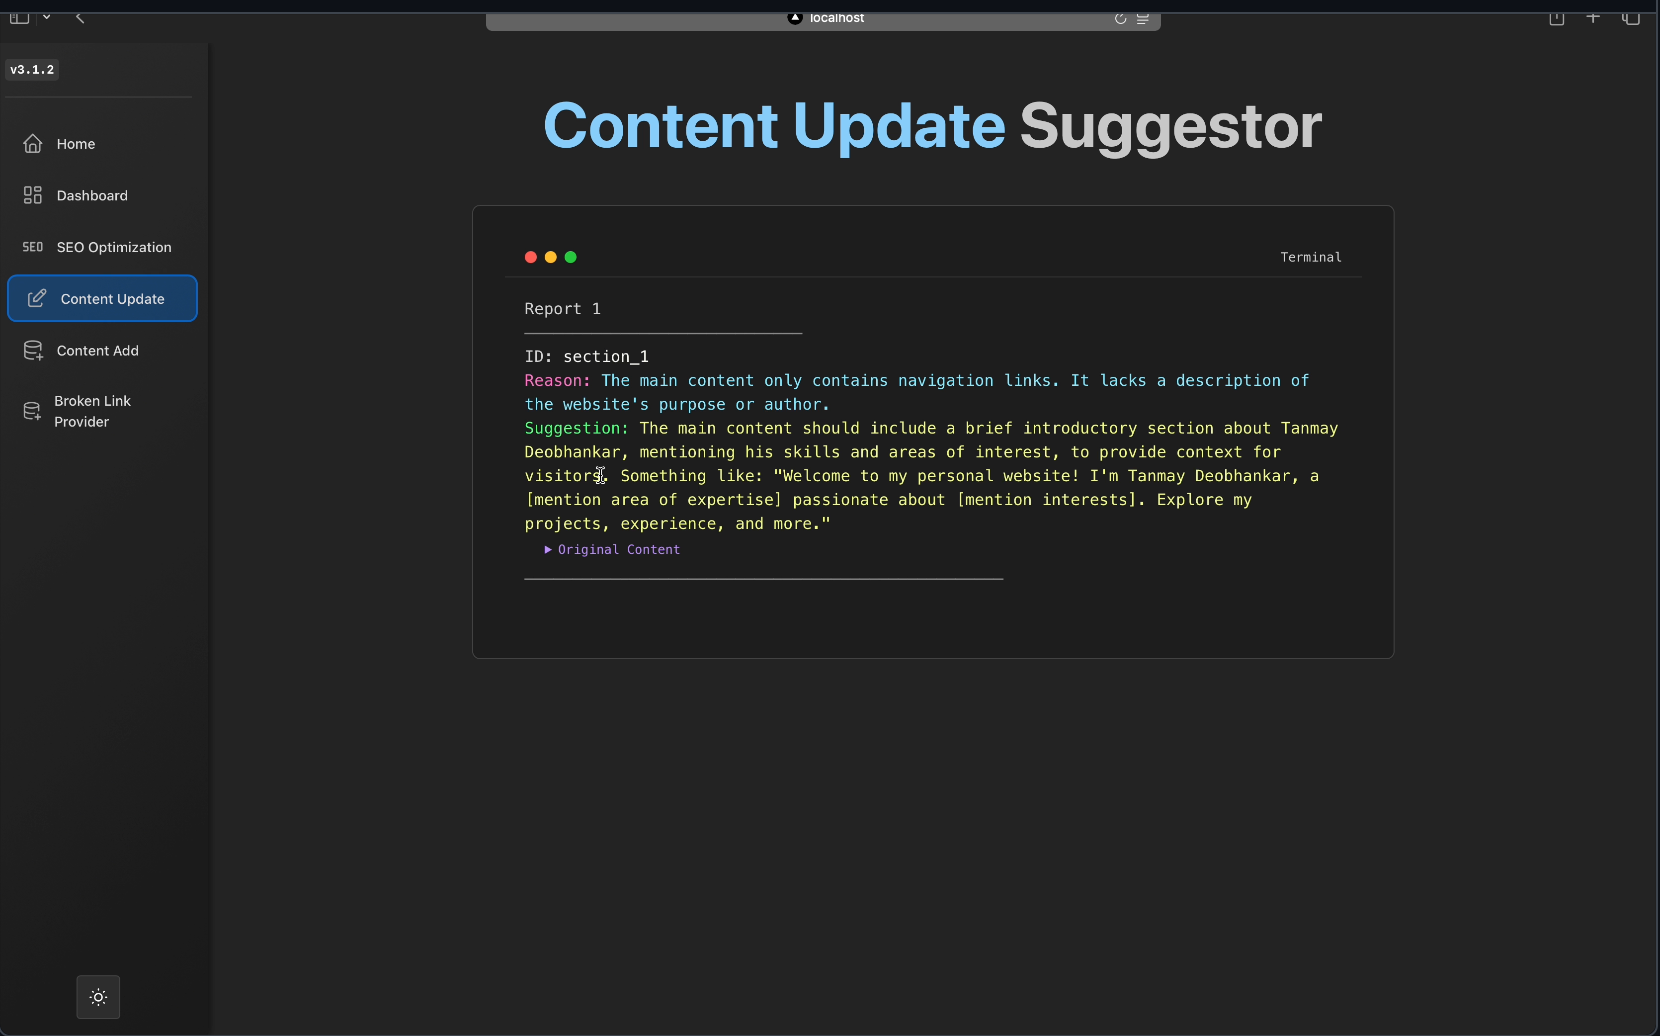 localhost
v3.1.2
Home
Dashboard
SEO SEO Optimization
Content Update
Content Add
Broken Link
Provider
Content Update Suggestor
Terminal
Report 1
ID: section_1
Reason: The main content only contains navigation links. It lacks a description of
the website's purpose or author.
Suggestion: The main content should include a brief introductory section about Tanmay
Deobhankar, mentioning his skills and areas of interest, to provide context for
visitors. Something like: "Welcome to my personal website! I'm Tanmay Deobhankar, a
[mention area of expertise] passionate about [mention interests]. Explore my
projects, experience, and more."
Original Content